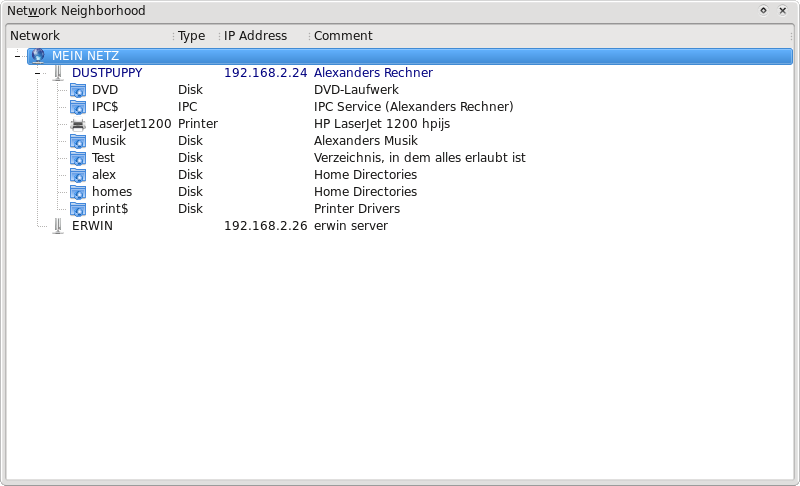 Network Neighborhood
Network Type IP Address Comment
MEIN NETZ
DUSTPUPPY 192.168.2.24 Alexanders Rechner
DVD Disk DVD-Laufwerk
IPC$ IPC IPC Service (Alexanders Rechner)
LaserJet1200 Printer HP LaserJet 1200 hpijs
Musik Disk Alexanders Musik
Test Disk Verzeichnis, in dem alles erlaubt ist
alex Disk Home Directories
homes Disk Home Directories
print$ Disk Printer Drivers
ERWIN 192.168.2.26 erwin server